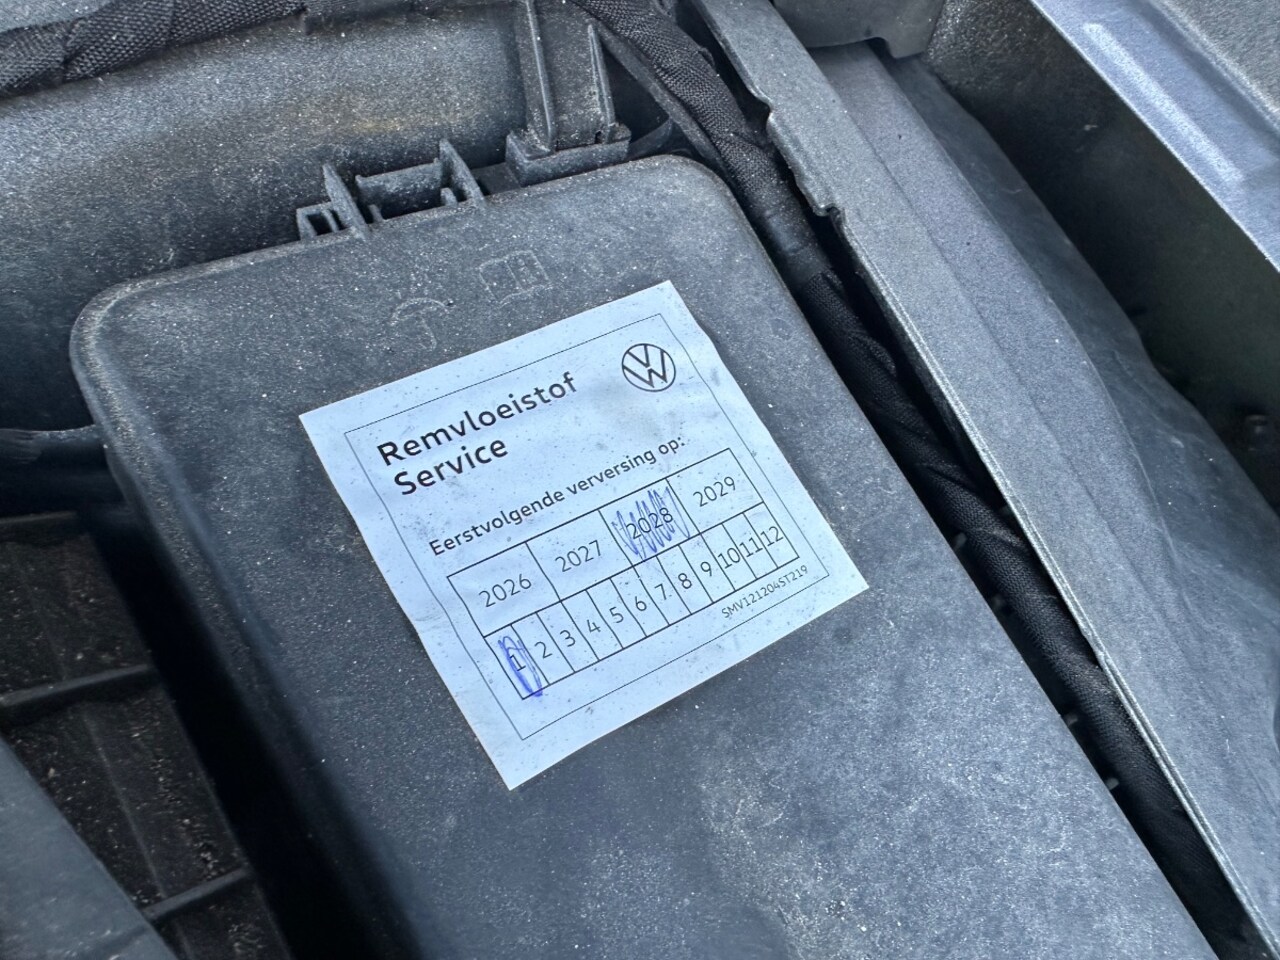 Remvloeistof
Service
Eerstvolgende verversing op:
2026 2027 2028 2029
1 2 3 4 5 6 7 8 9 10 11 12
SMV121204ST219